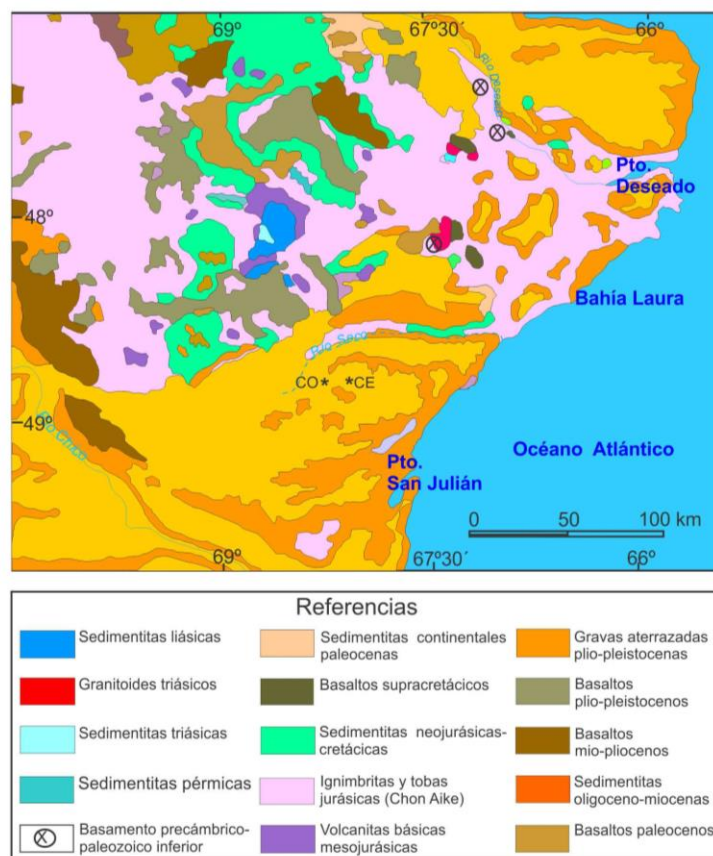 69º
67º30´
66º
Río Deseado
Pto.
Deseado
48º
Bahía Laura
Río Seco
CO* *CE
49º
Río Chico
Pto.
San Julián
Océano Atlántico
0 50 100 km
69º
67º30´
66º
Referencias
Sedimentitas liásicas
Granitoides triásicos
Sedimentitas triásicas
Sedimentitas pérmicas
Basamento precámbrico-
paleozoico inferior
Sedimentitas continentales
paleocenas
Basaltos supracretácicos
Sedimentitas neojurásicas-
cretácicas
Ignimbritas y tobas
jurásicas (Chon Aike)
Volcanitas básicas
mesojurásicas
Gravas aterrazadas
plio-pleistocenas
Basaltos
plio-pleistocenos
Basaltos
mio-pliocenos
Sedimentitas
oligoceno-miocenas
Basaltos paleocenos